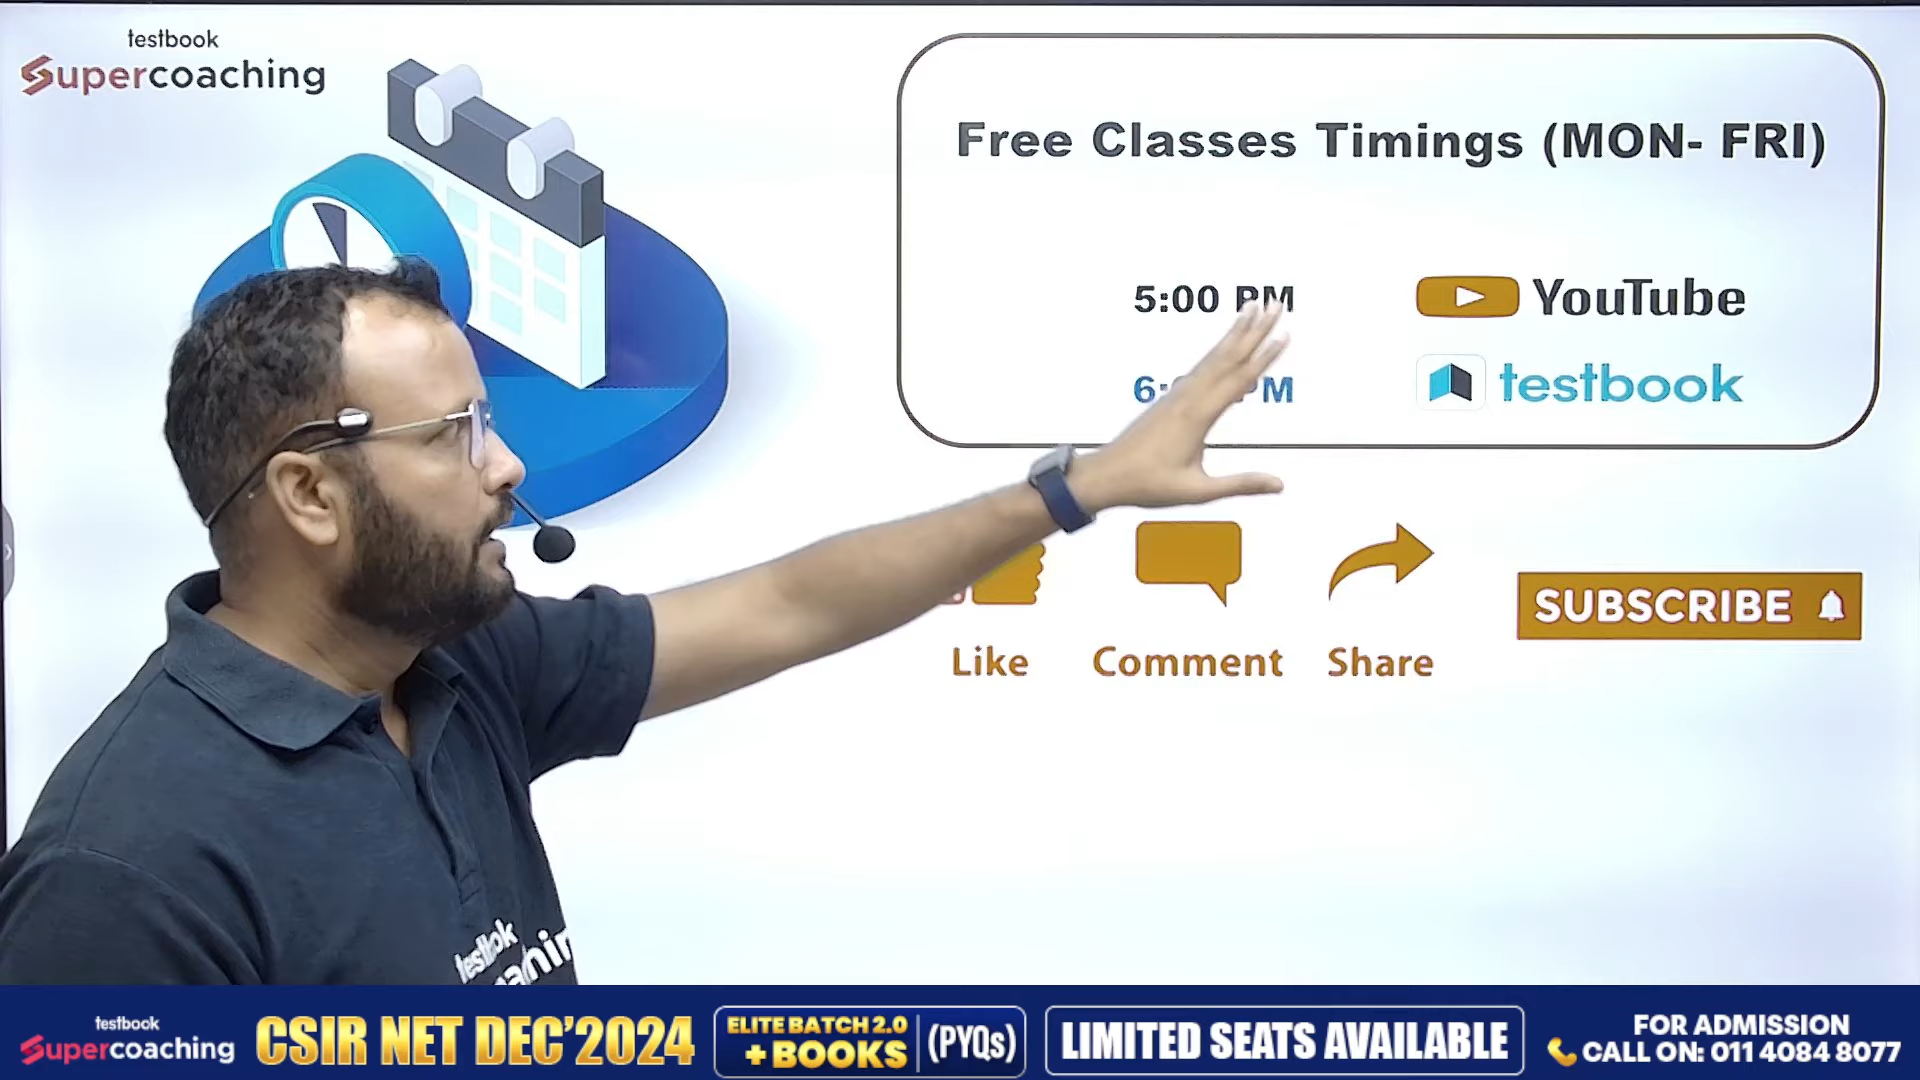 testbook
Supercoaching
Free Classes Timings (MON- FRI)
5:00 PM YouTube
PM testbook
Like Comment Share SUBSCRIBE
testbook
testbook
Supercoaching
CSIR NET DEC'2024
ELITE BATCH 2.0
+ BOOKS
(PYQs)
LIMITED SEATS AVAILABLE
FOR ADMISSION
CALL ON: 011 4084 8077